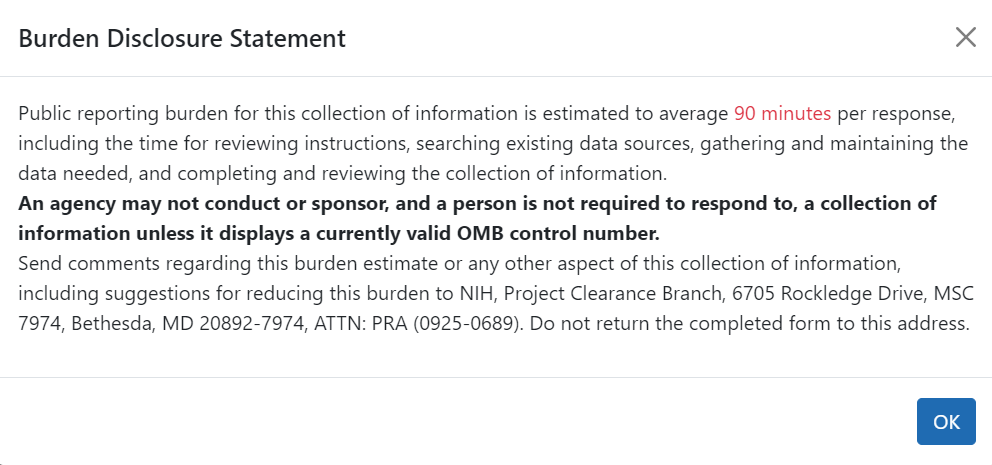 Burden Disclosure Statement
Public reporting burden for this collection of information is estimated to average 90 minutes per response,
including the time for reviewing instructions, searching existing data sources, gathering and maintaining the
data needed, and completing and reviewing the collection of information.
An agency may not conduct or sponsor, and a person is not required to respond to, a collection of
information unless it displays a currently valid OMB control number.
Send comments regarding this burden estimate or any other aspect of this collection of information,
including suggestions for reducing this burden to NIH, Project Clearance Branch, 6705 Rockledge Drive, MSC
7974, Bethesda, MD 20892-7974, ATTN: PRA (0925-0689). Do not return the completed form to this address.
OK